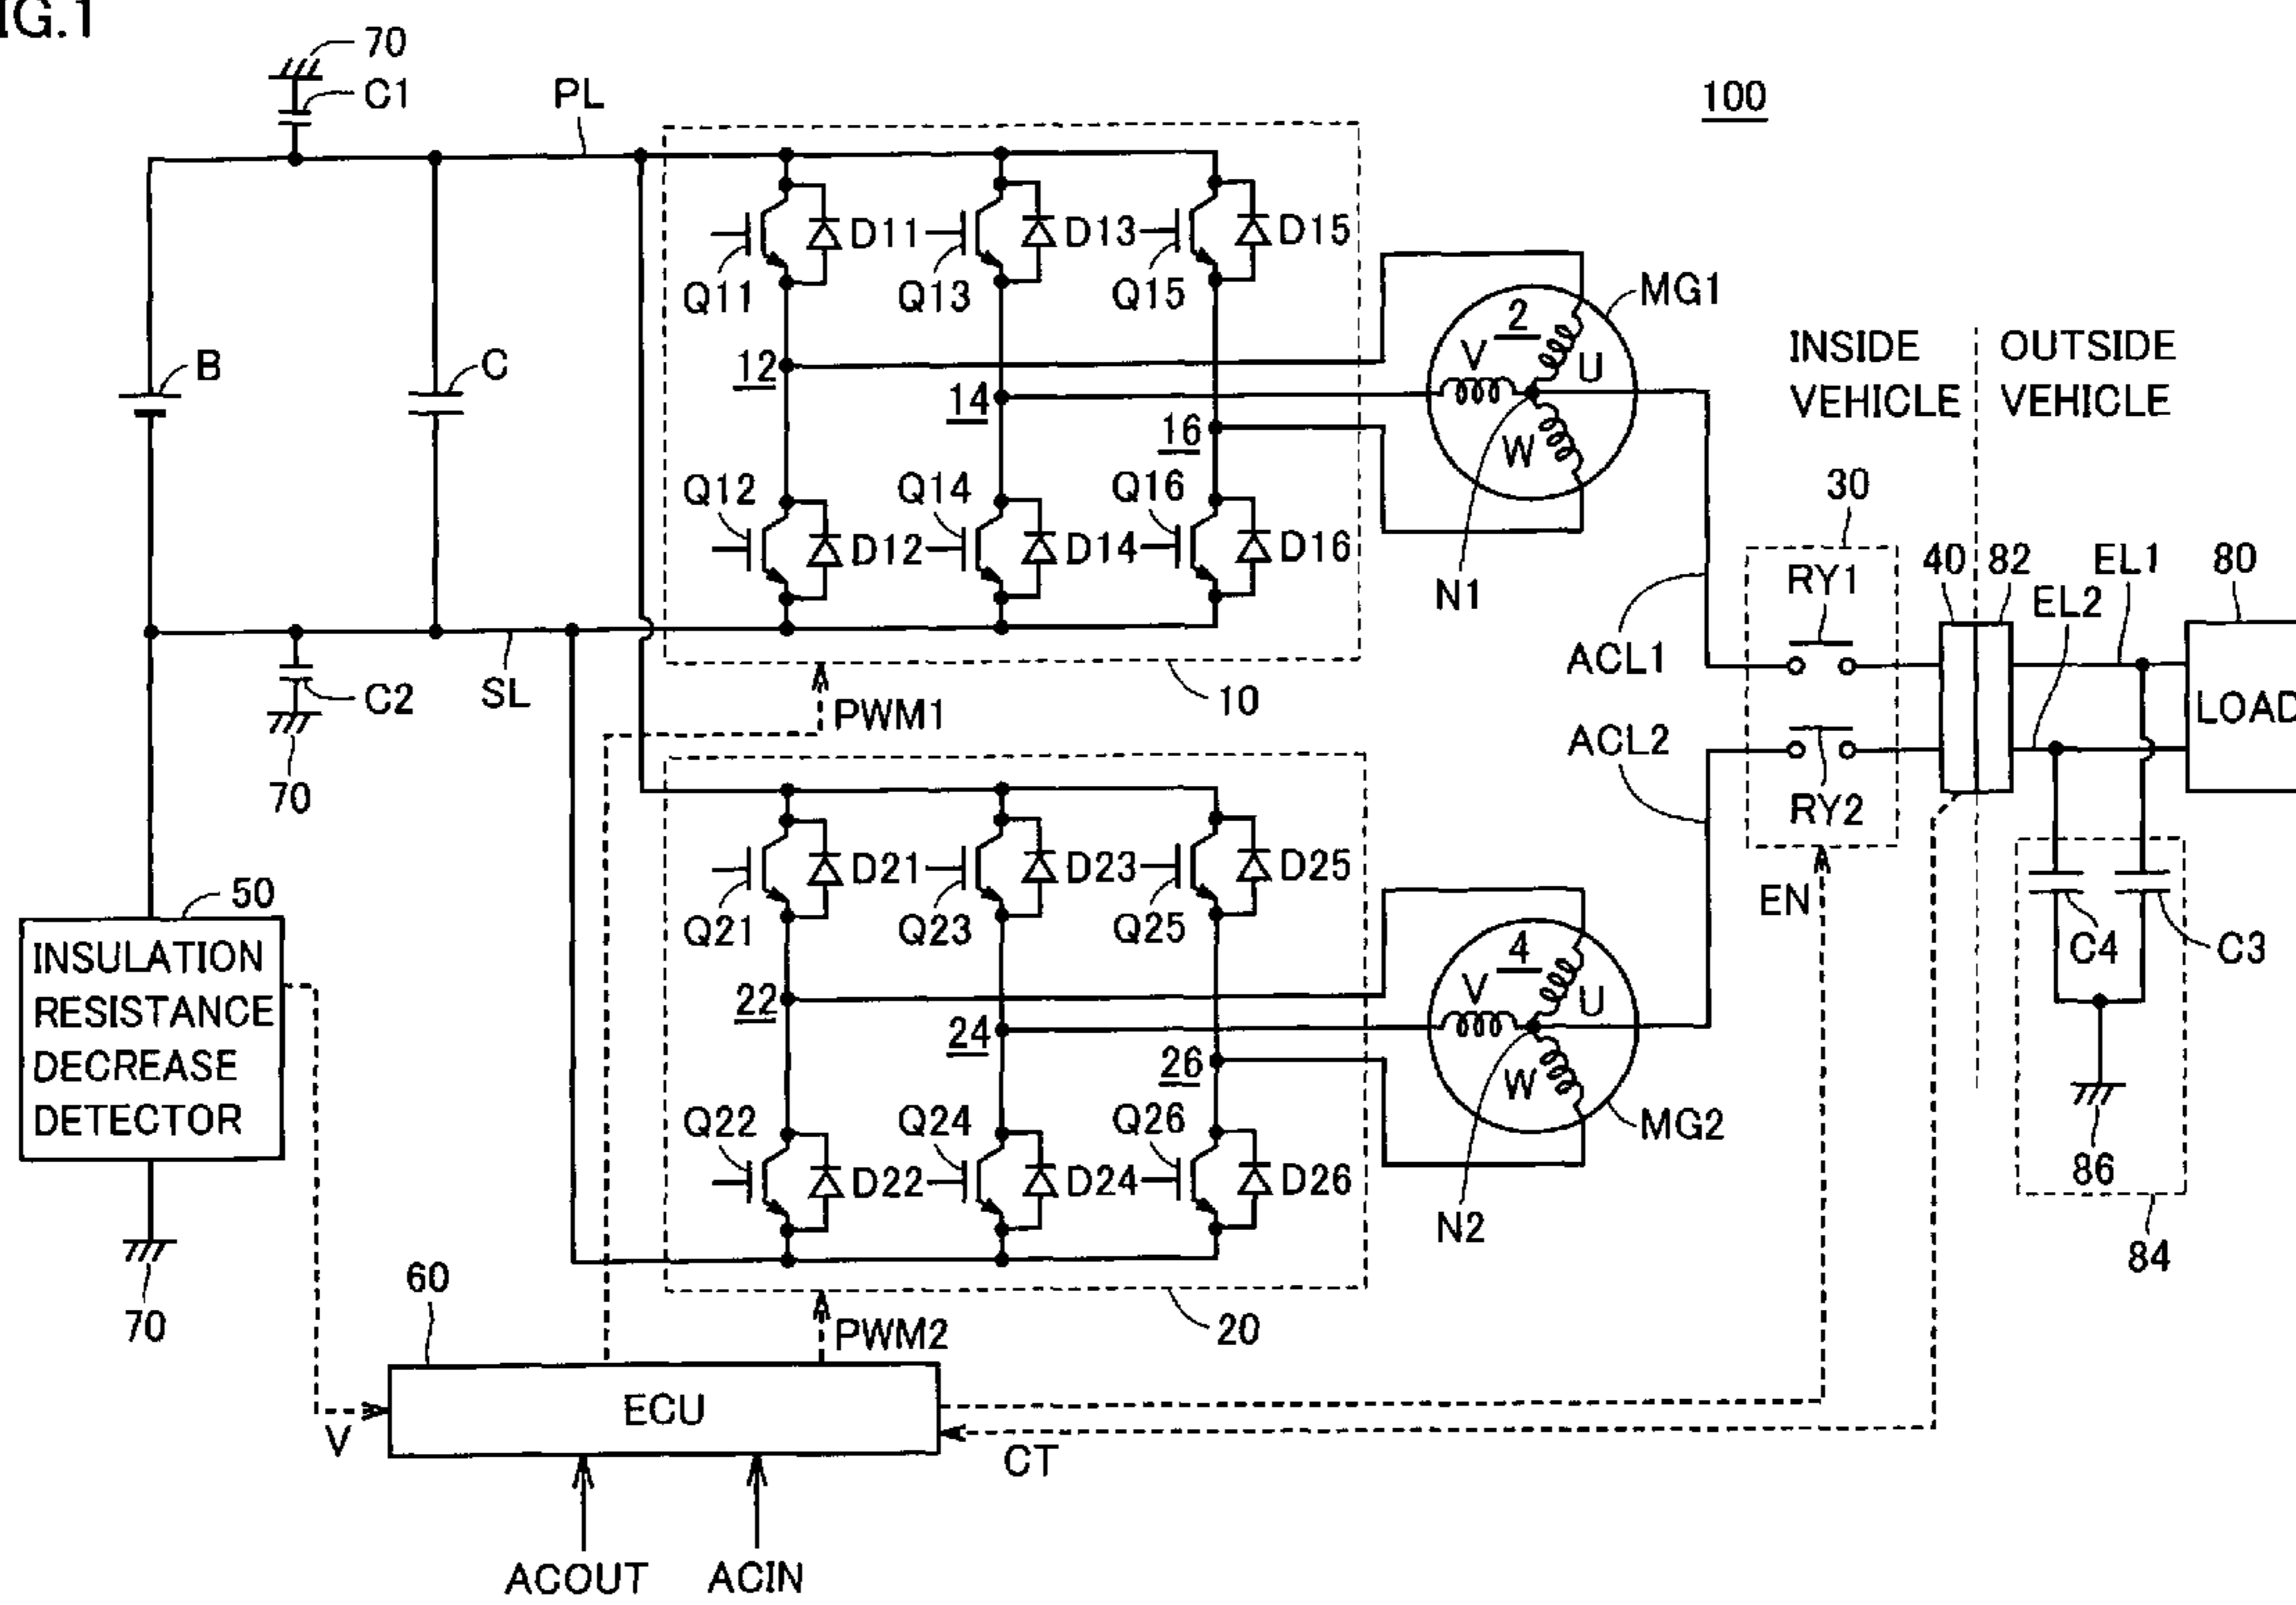 IG.1
70
C1
PL
100
D11
D13
D15
Q11
Q13
Q15
MG1
2
V
U
W
INSIDE VEHICLE
OUTSIDE VEHICLE
B
C
12
14
16
Q12
Q14
Q16
30
D12
D14
D16
N1
RY1
40
82
EL1
EL2
80
ACL1
LOAD
C2
SL
10
PWM1
ACL2
70
RY2
50
D21
D23
D25
EN
Q21
Q23
Q25
C4
C3
INSULATION
RESISTANCE
DECREASE
DETECTOR
4
V
U
W
22
24
26
Q22
Q24
Q26
MG2
86
D22
D24
D26
N2
84
60
70
20
PWM2
ECU
V
CT
ACOUT
ACIN